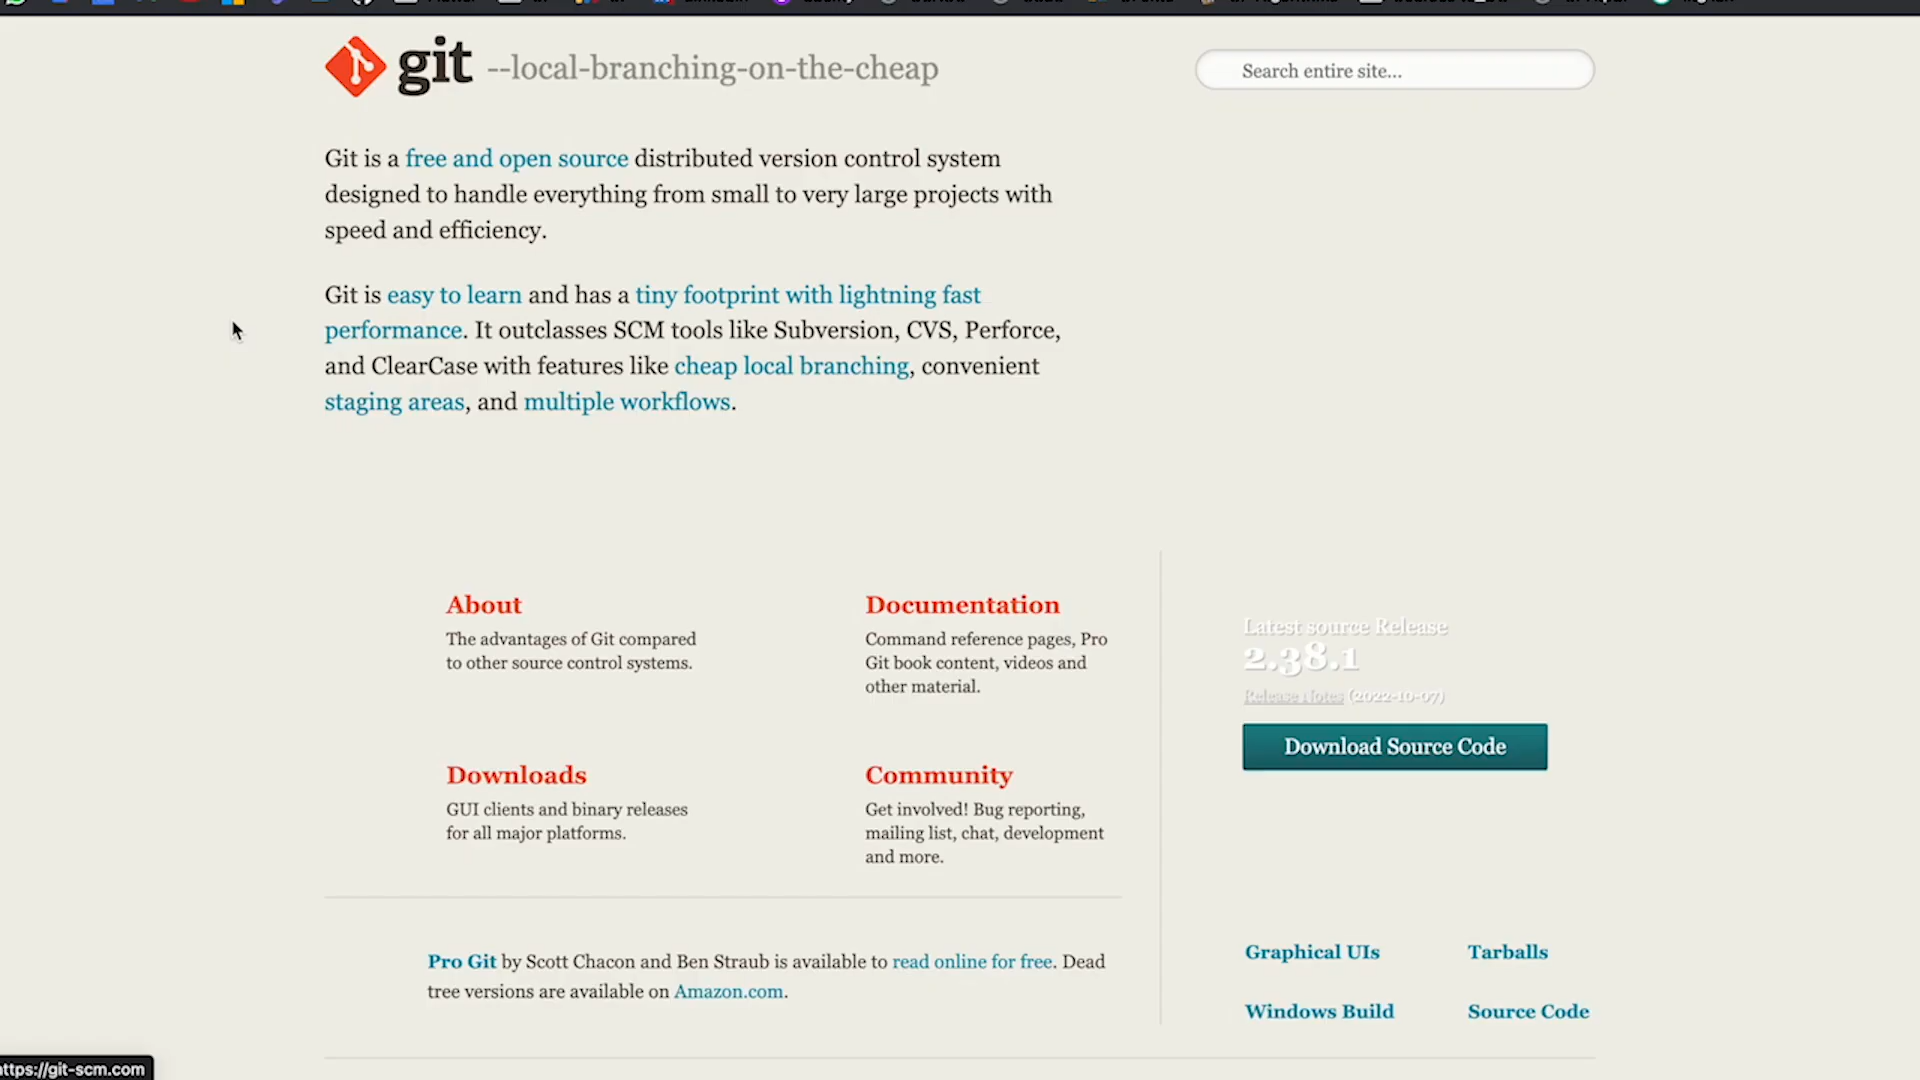 git --local-branching-on-the-cheap
Search entire site...
Git is a free and open source distributed version control system
designed to handle everything from small to very large projects with
speed and efficiency.
Git is easy to learn and has a tiny footprint with lightning fast
performance. It outclasses SCM tools like Subversion, CVS, Perforce,
and ClearCase with features like cheap local branching, convenient
staging areas, and multiple workflows.
About
The advantages of Git compared
to other source control systems.
Documentation
Command reference pages, Pro
Git book content, videos and
other material.
Downloads
GUI clients and binary releases
for all major platforms.
Community
Get involved! Bug reporting,
mailing list, chat, development
and more.
Pro Git by Scott Chacon and Ben Straub is available to read online for free. Dead
tree versions are available on Amazon.com.
Latest source Release
2.38.1
Release Notes (2022-10-07)
Download Source Code
Graphical UIs
Tarballs
Windows Build
Source Code
https://git-scm.com